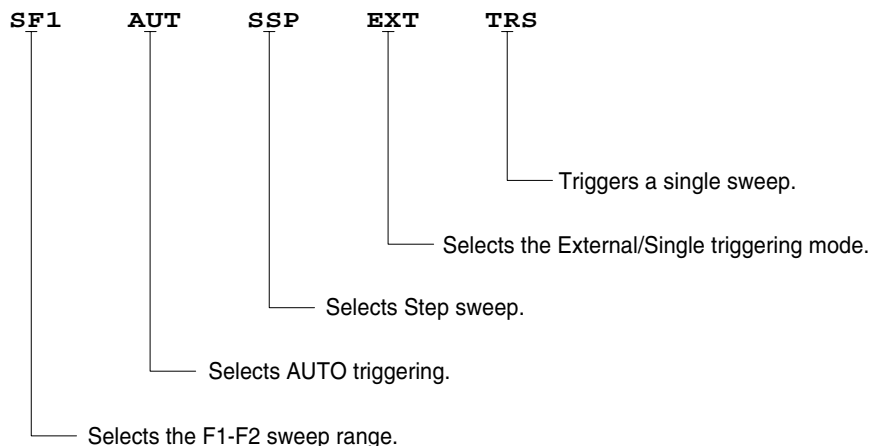 SF1 AUT SSP EXT TRS
Triggers a single sweep.
Selects the External/Single triggering mode.
Selects Step sweep.
Selects AUTO triggering.
Selects the F1-F2 sweep range.